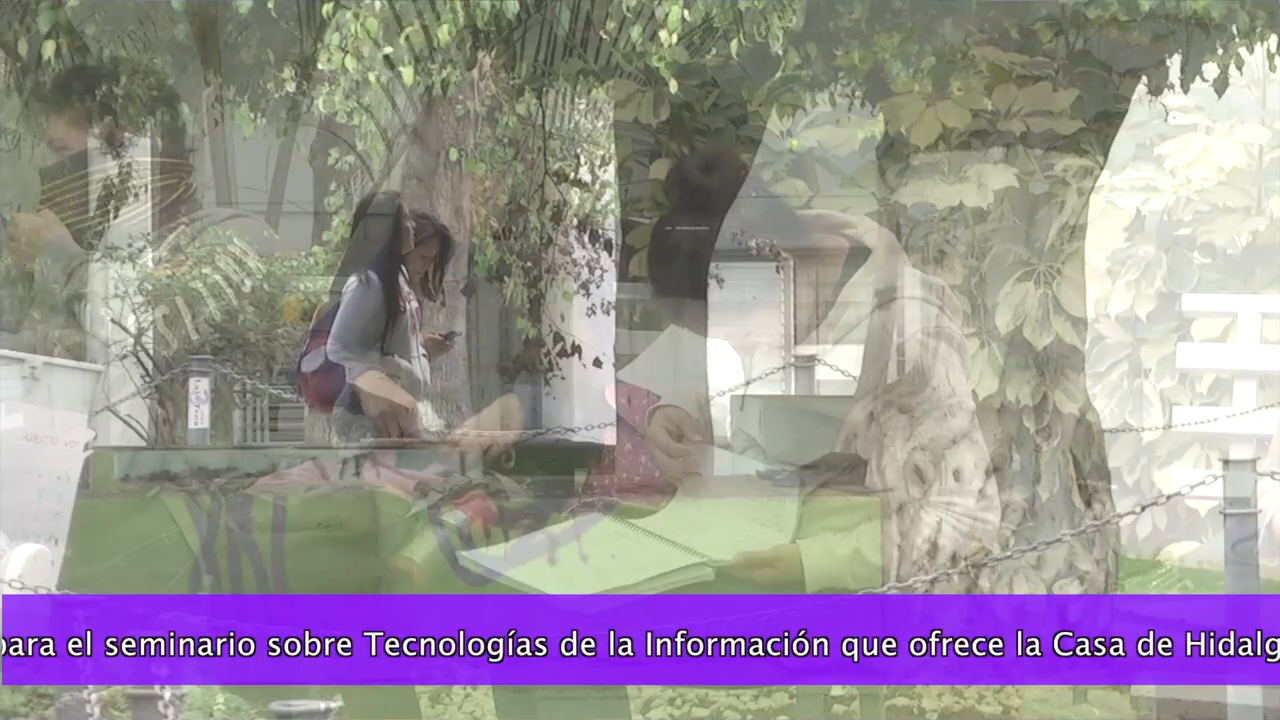 para el seminario sobre Tecnologías de la Información que ofrece la Casa de Hidalg